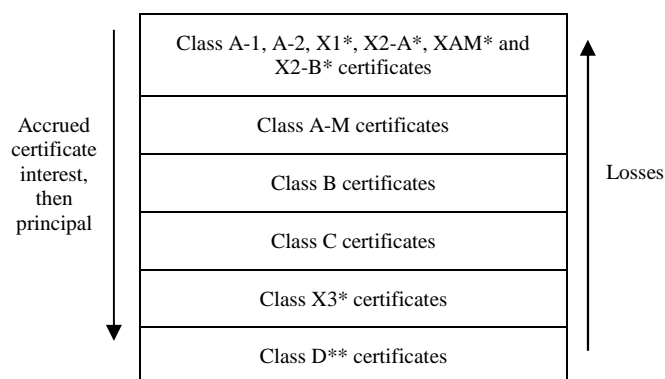 Class A-1, A-2, X1*, X2-A*, XAM* and
X2-B* certificates
Accrued
certificate
interest,
then
principal
Class A-M certificates
Class B certificates
Class C certificates
Class X3* certificates
Class D** certificates
Losses